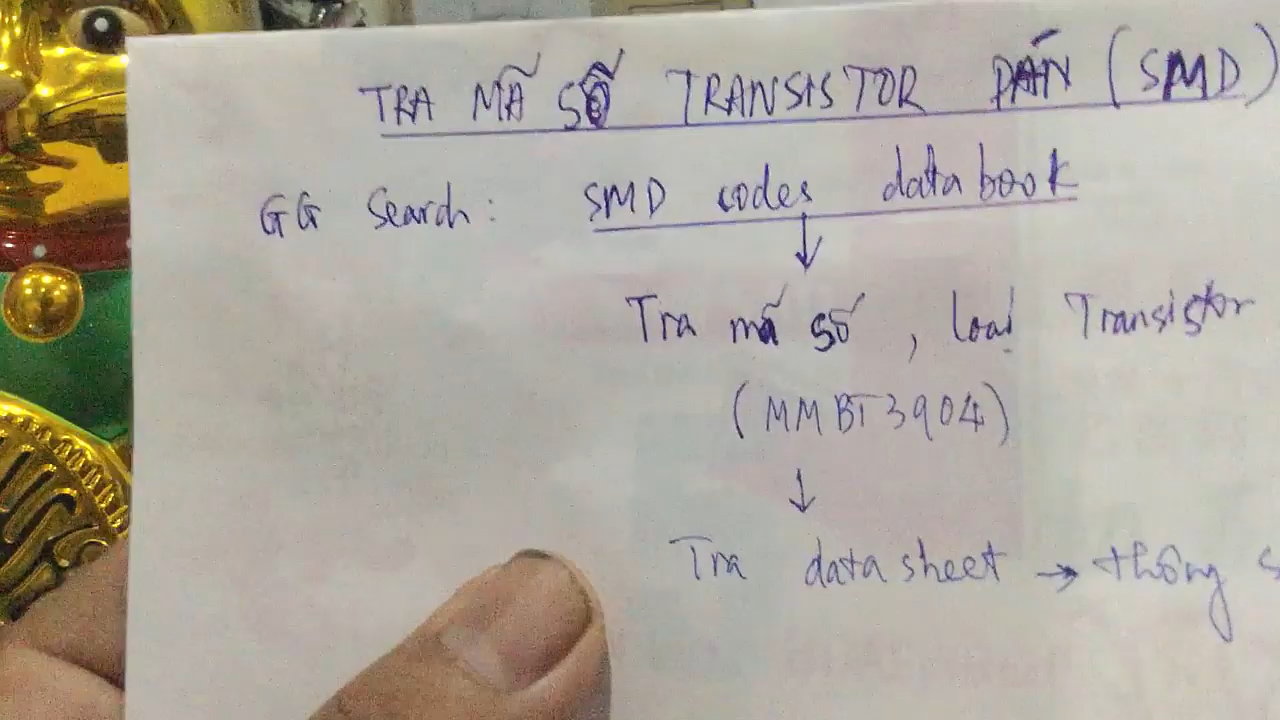 TRA MÃ SỐ TRANSISTOR DÁN (SMD)
GG Search: SMD codes databook
↓
Tra mã số, loại Transistor
(MMBT3904)
↓
Tra datasheet → thông